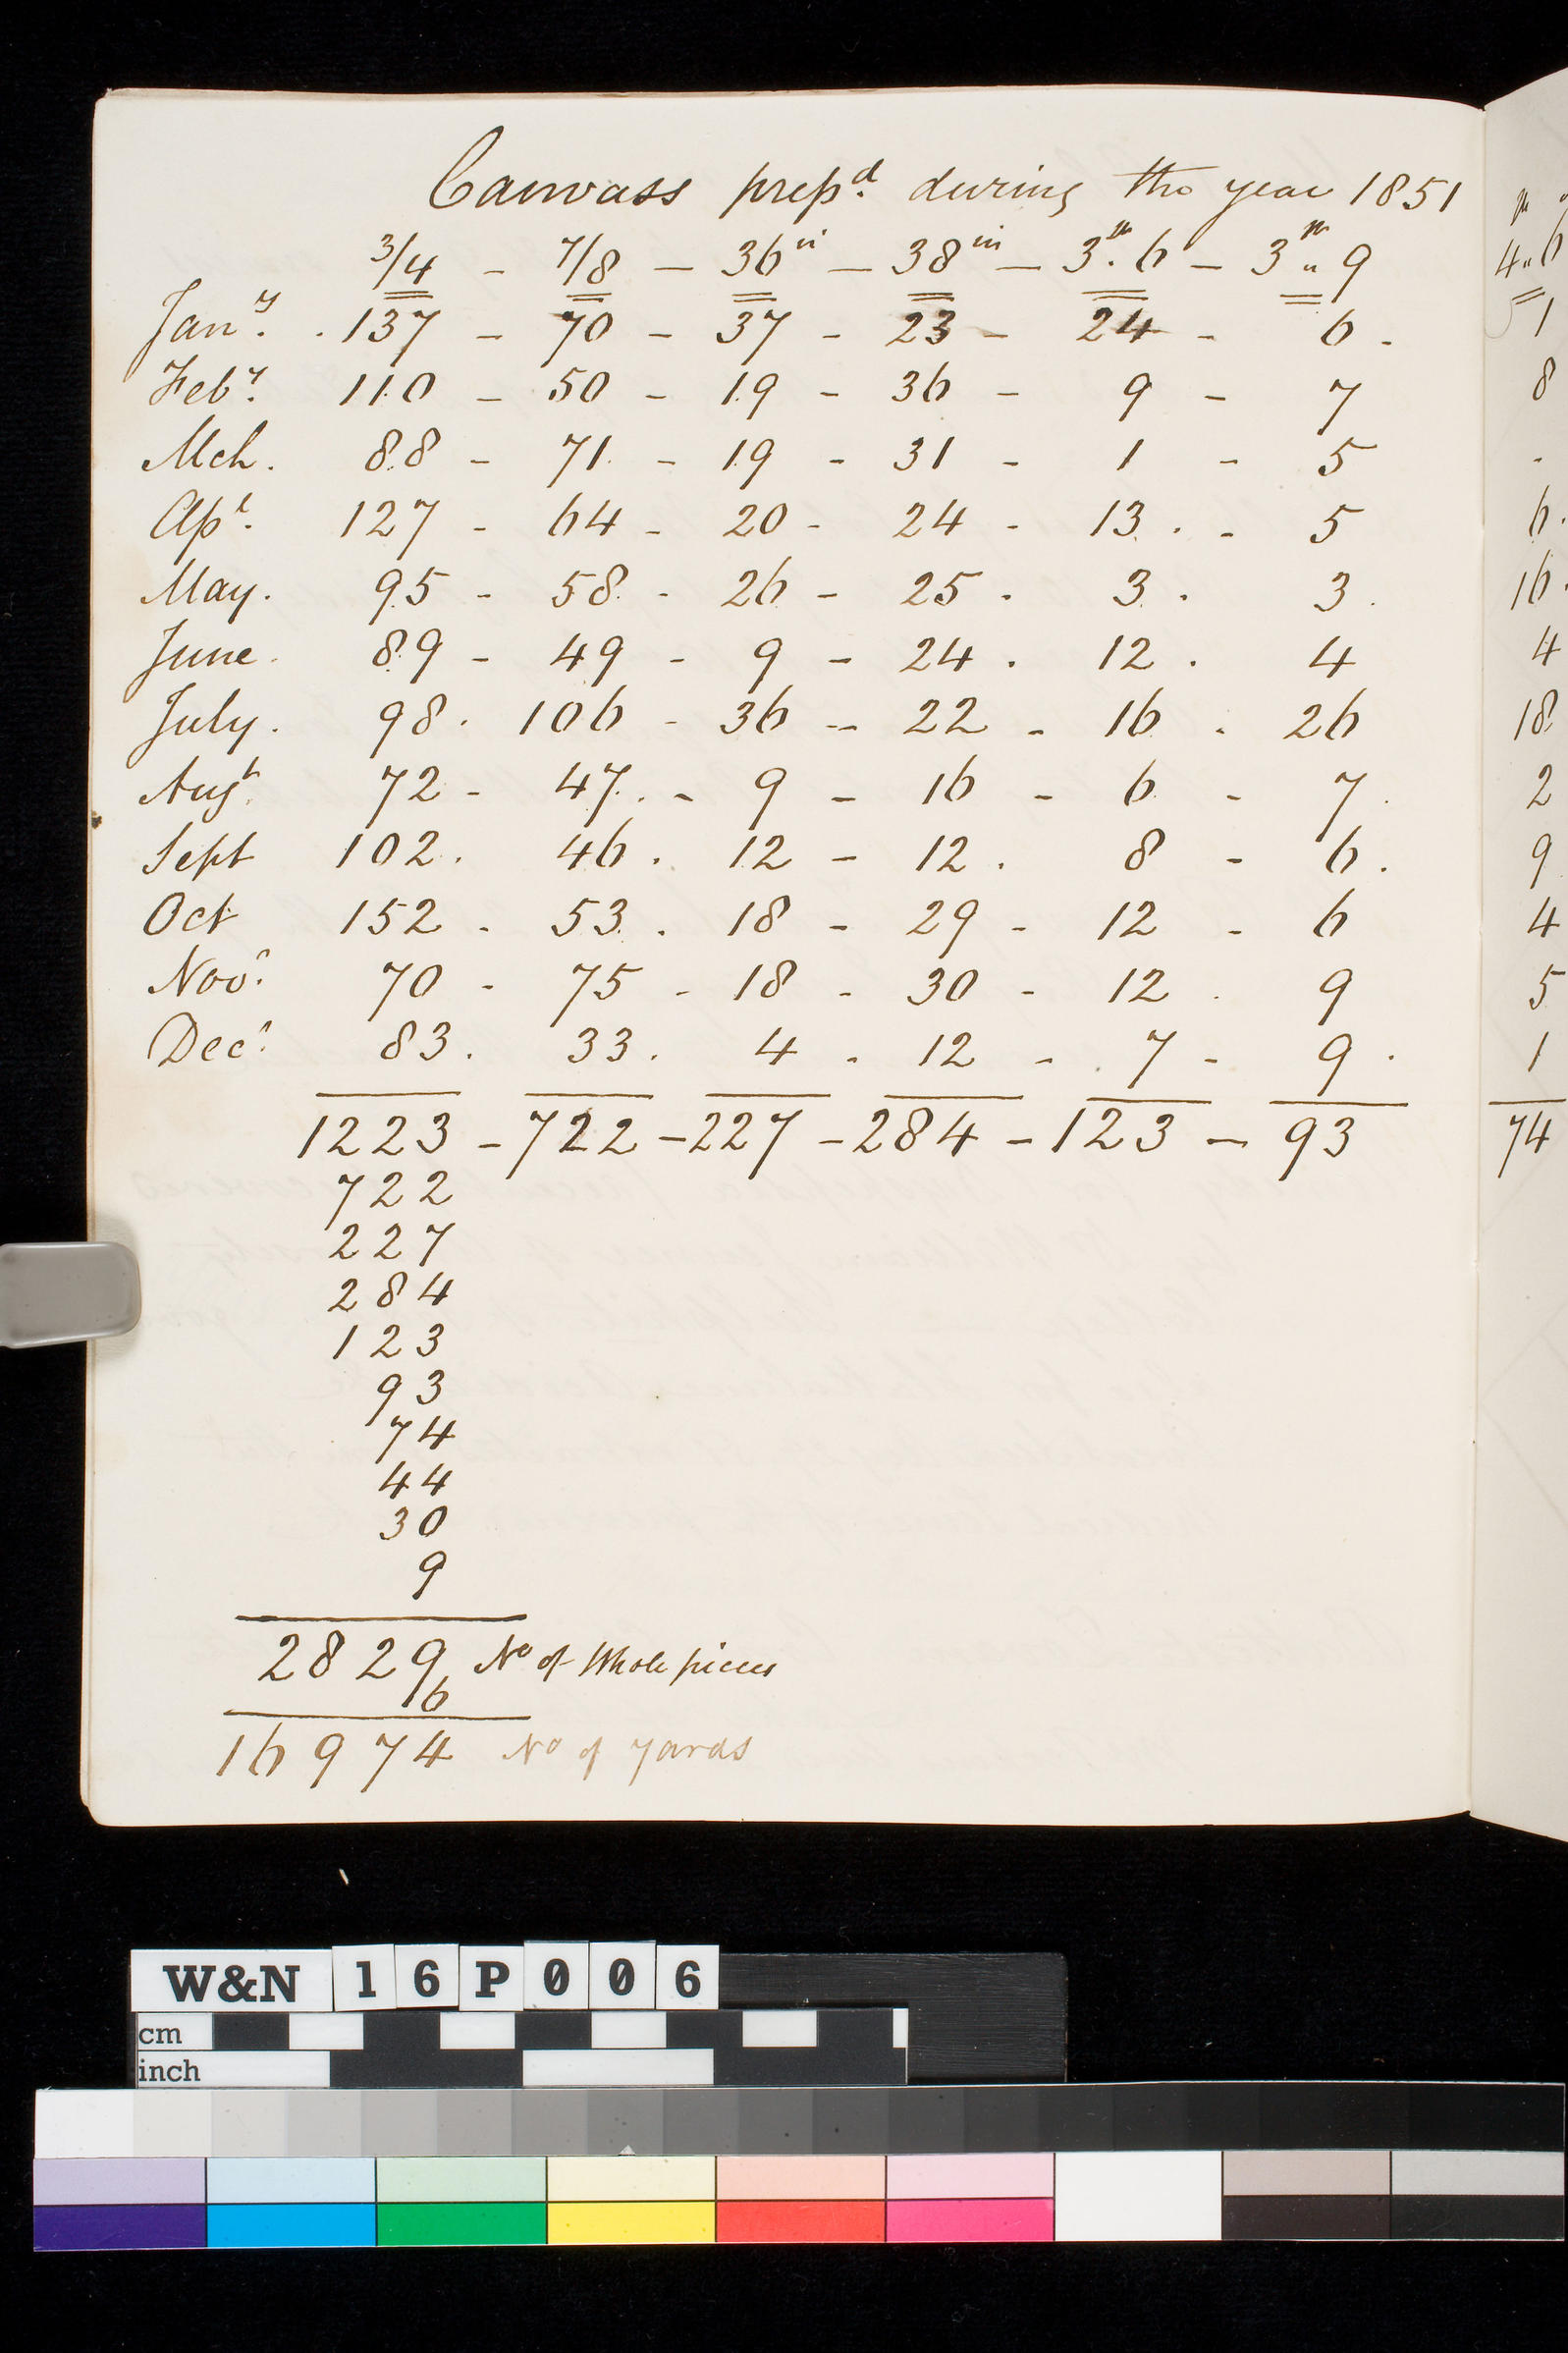 Canvass prep.d during the year 1851
3/4 - 7/8 - 36 in - 38 in - 3.6 - 3 " 9
Jan.y . 137 - 70 - 37 - 23 - 24 - 6 .
Feb.y 110 - 50 - 19 - 36 - 9 - 7
Mch. 88 - 71 - 19 - 31 - 1 - 5
Ap.l 127 - 64 - 20 - 24 - 13 . - 5
May. 95 - 58 - 26 - 25 . 3 . 3 .
June. 89 - 49 - 9 - 24 . 12 . 4
July. 98 . 106 - 36 - 22 - 16 . 26
Aug.t 72 - 47 . - 9 - 16 - 6 - 7 .
Sept 102 . 46 . 12 - 12 . 8 - 6 .
Oct 152 - 53 . 18 - 29 - 12 - 6
Nov.r 70 - 75 - 18 - 30 - 12 . 9
Dec.r 83 . 33 . 4 - 12 - 7 - 9 .
1223 - 722 - 227 - 284 - 123 - 93
722
227
284
123
93
74
44
30
9
2829 No of Whole pieces
6
16974 No of Yards
4 " 6
1
8
-
6 .
16 .
4
18
2
9
4
5
1
74
W&N 16P006
cm
inch